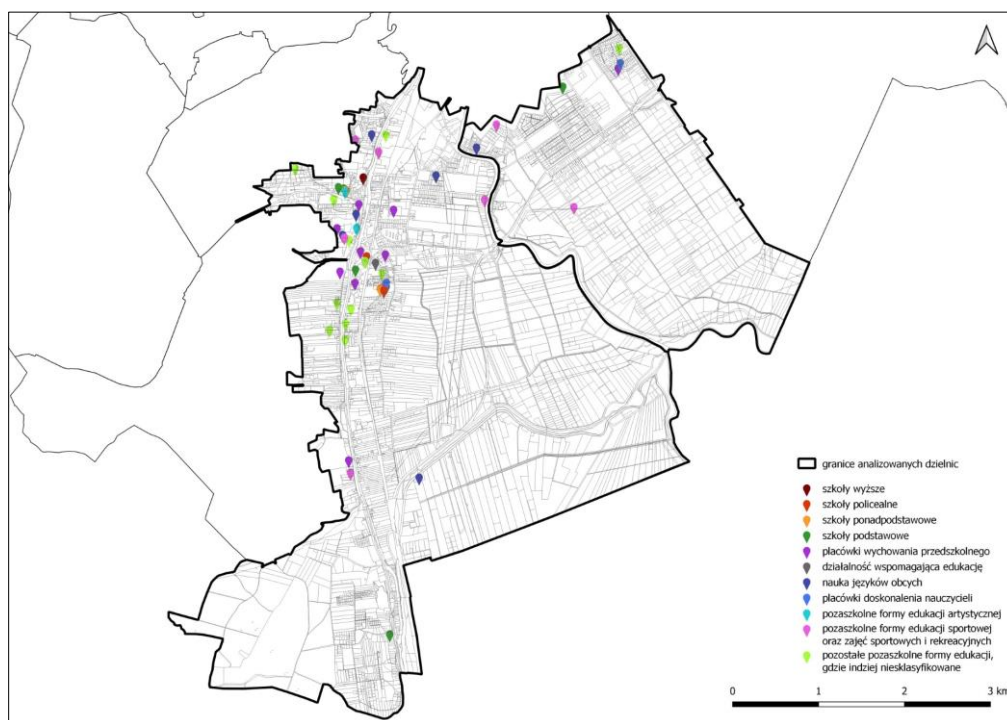 granice analizowanych dzielnic
szkoły wyższe
szkoły policealne
szkoły ponadpodstawowe
szkoły podstawowe
placówki wychowania przedszkolnego
działalność wspomagająca edukację
nauka języków obcych
placówki doskonalenia nauczycieli
pozaszkolne formy edukacji artystycznej
pozaszkolne formy edukacji sportowej
oraz zajęć sportowych i rekreacyjnych
pozostałe pozaszkolne formy edukacji,
gdzie indziej niesklasyfikowane
0 1 2 3 km